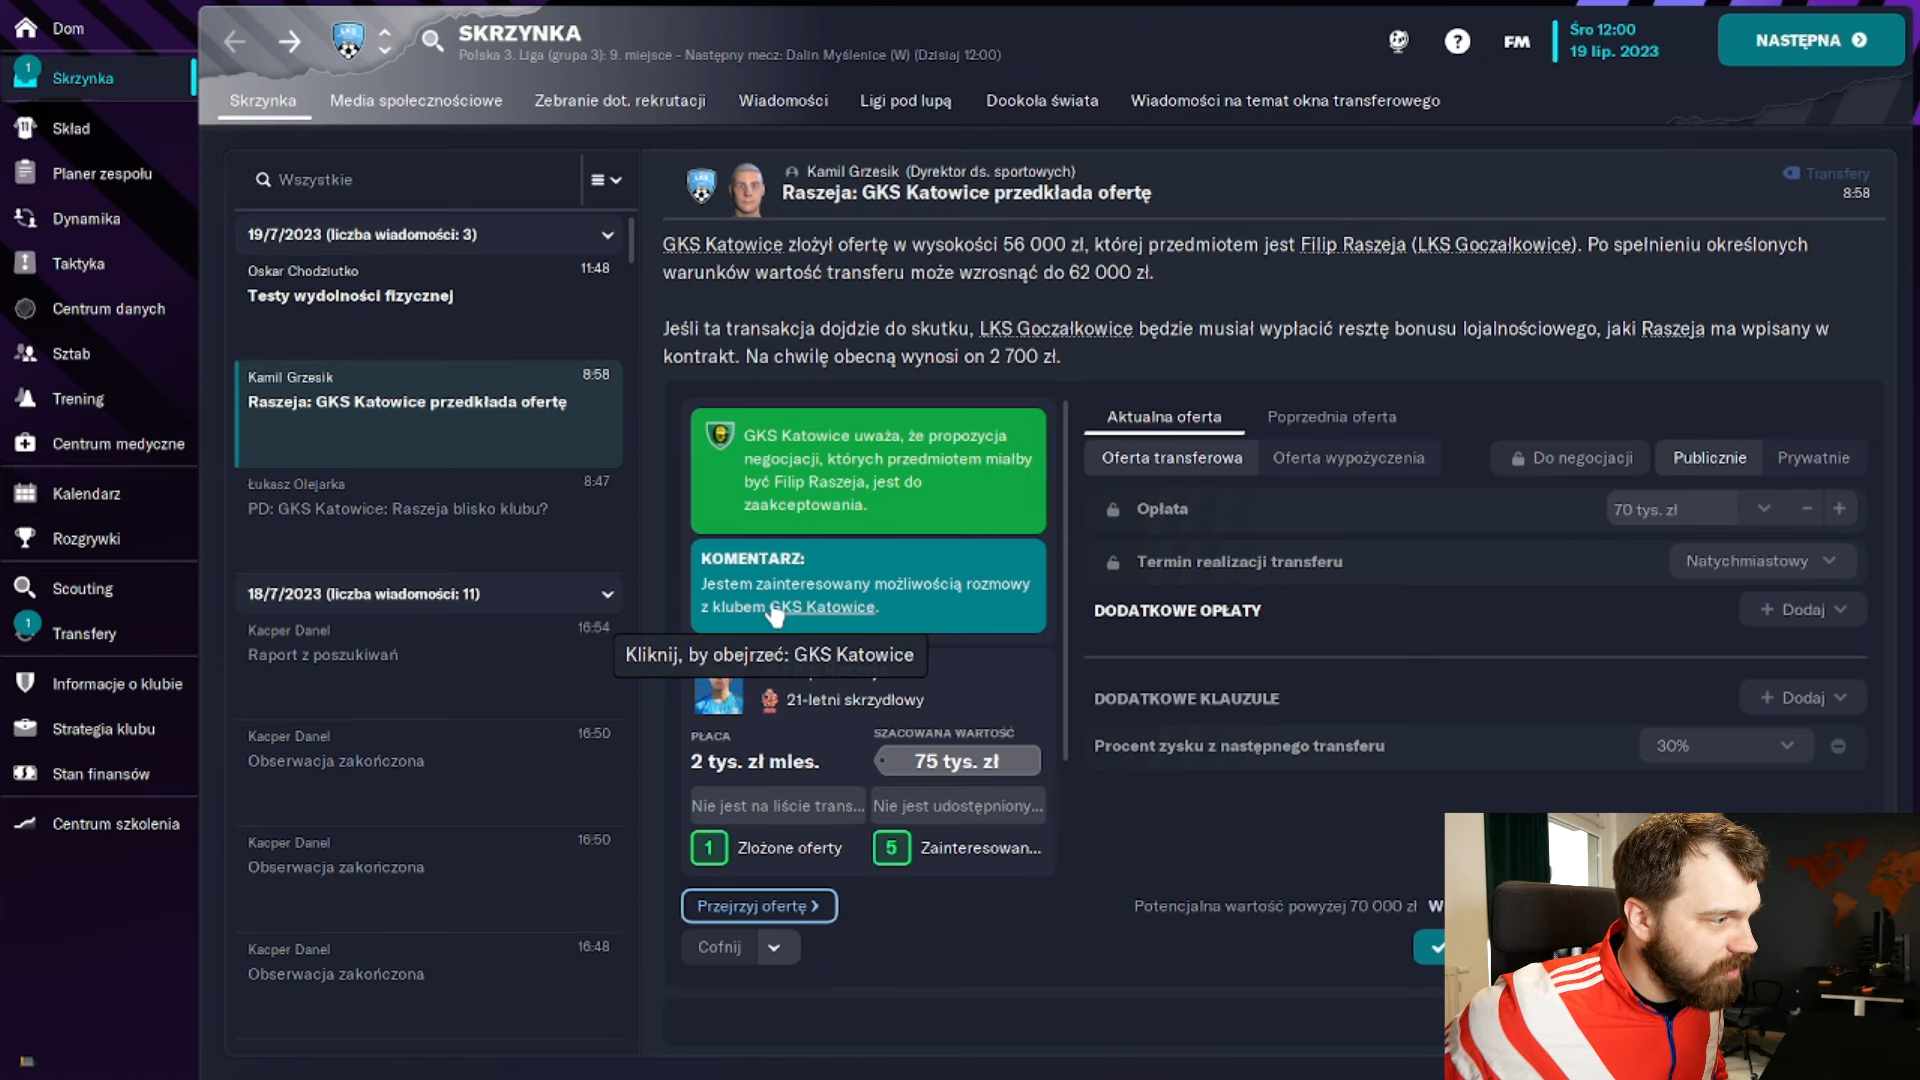 Dom
1
Skrzynka
Skład
Planer zespołu
Dynamika
Taktyka
Centrum danych
Sztab
Trening
Centrum medyczne
Kalendarz
Rozgrywki
Scouting
1
Transfery
Informacje o klubie
Strategia klubu
Stan finansów
Centrum szkolenia
LKS
SKRZYNKA
Polska 3. Liga (grupa 3): 9. miejsce - Następny mecz: Dalin Myślenice (W) (Dzisiaj 12:00)
?
FM
Śro 12:00
19 lip. 2023
NASTĘPNA
Skrzynka
Media społecznościowe
Zebranie dot. rekrutacji
Wiadomości
Ligi pod lupą
Dookoła świata
Wiadomości na temat okna transferowego
Wszystkie
19/7/2023 (liczba wiadomości: 3)
Oskar Chodziutko
11:48
Testy wydolności fizycznej
Kamil Grzesik
8:58
Raszeja: GKS Katowice przedkłada ofertę
Łukasz Olejarka
8:47
PD: GKS Katowice: Raszeja blisko klubu?
18/7/2023 (liczba wiadomości: 11)
Kacper Danel
16:54
Raport z poszukiwań
Kacper Danel
16:50
Obserwacja zakończona
Kacper Danel
16:50
Obserwacja zakończona
Kacper Danel
16:48
Obserwacja zakończona
LKS
Kamil Grzesik (Dyrektor ds. sportowych)
Raszeja: GKS Katowice przedkłada ofertę
Transfery
8:58
GKS Katowice złożył ofertę w wysokości 56 000 zł, której przedmiotem jest Filip Raszeja (LKS Goczałkowice). Po spełnieniu określonych
warunków wartość transferu może wzrosnąć do 62 000 zł.
Jeśli ta transakcja dojdzie do skutku, LKS Goczałkowice będzie musiał wypłacić resztę bonusu lojalnościowego, jaki Raszeja ma wpisany w
kontrakt. Na chwilę obecną wynosi on 2 700 zł.
GKS Katowice uważa, że propozycja
negocjacji, których przedmiotem miałby
być Filip Raszeja, jest do
zaakceptowania.
KOMENTARZ:
Jestem zainteresowany możliwością rozmowy
z klubem GKS Katowice.
Kliknij, by obejrzeć: GKS Katowice
21-letni skrzydłowy
PŁACA
2 tys. zł mies.
SZACOWANA WARTOŚĆ
75 tys. zł
Nie jest na liście trans...
Nie jest udostępniony...
1
Złożone oferty
5
Zainteresowan...
Przejrzyj ofertę
Cofnij
Aktualna oferta
Poprzednia oferta
Oferta transferowa
Oferta wypożyczenia
Do negocjacji
Publicznie
Prywatnie
Opłata
70 tys. zł
Termin realizacji transferu
Natychmiastowy
DODATKOWE OPŁATY
Dodaj
DODATKOWE KLAUZULE
Dodaj
Procent zysku z następnego transferu
30%
Potencjalna wartość powyżej 70 000 zł